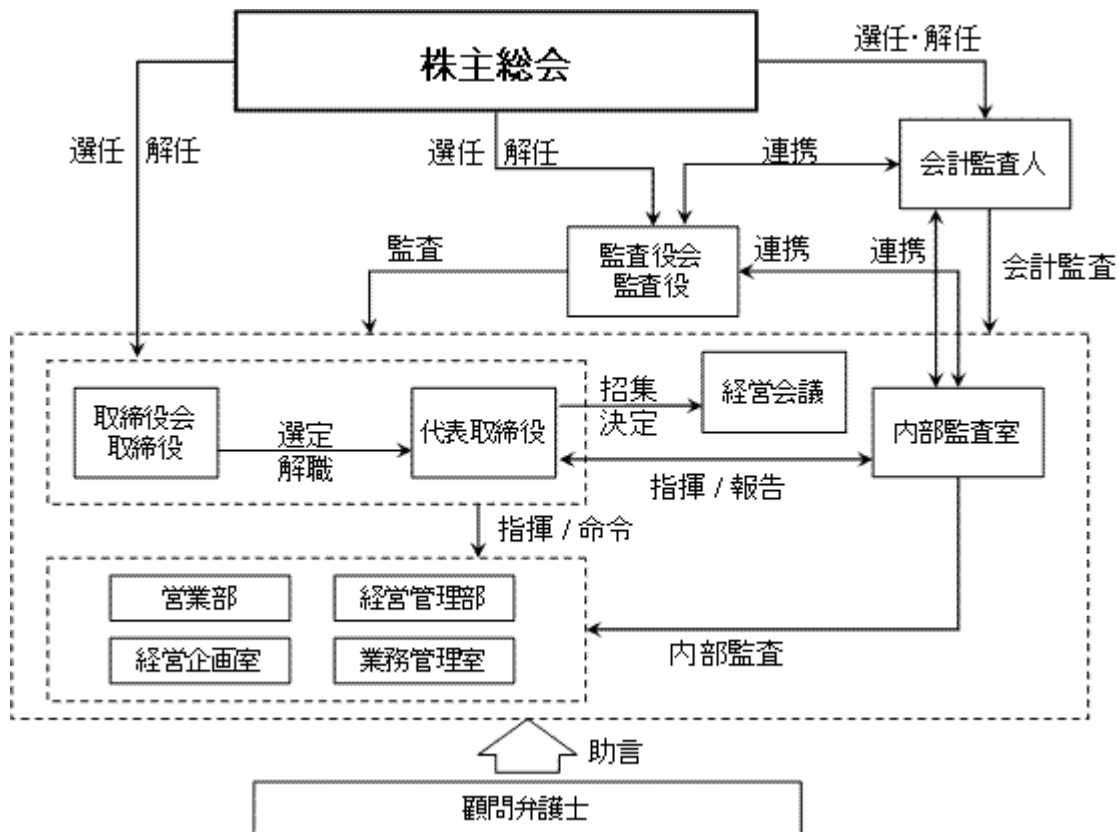 株主総会
選任・解任
選任 解任
選任 解任
連携
会計監査人
監査
監査役会
監査役
連携
連携
会計監査
取締役会
取締役
選定
解職
代表取締役
招集
決定
経営会議
内部監査室
指揮 / 報告
指揮 / 命令
営業部
経営管理部
経営企画室
業務管理室
内部監査
助言
顧問弁護士